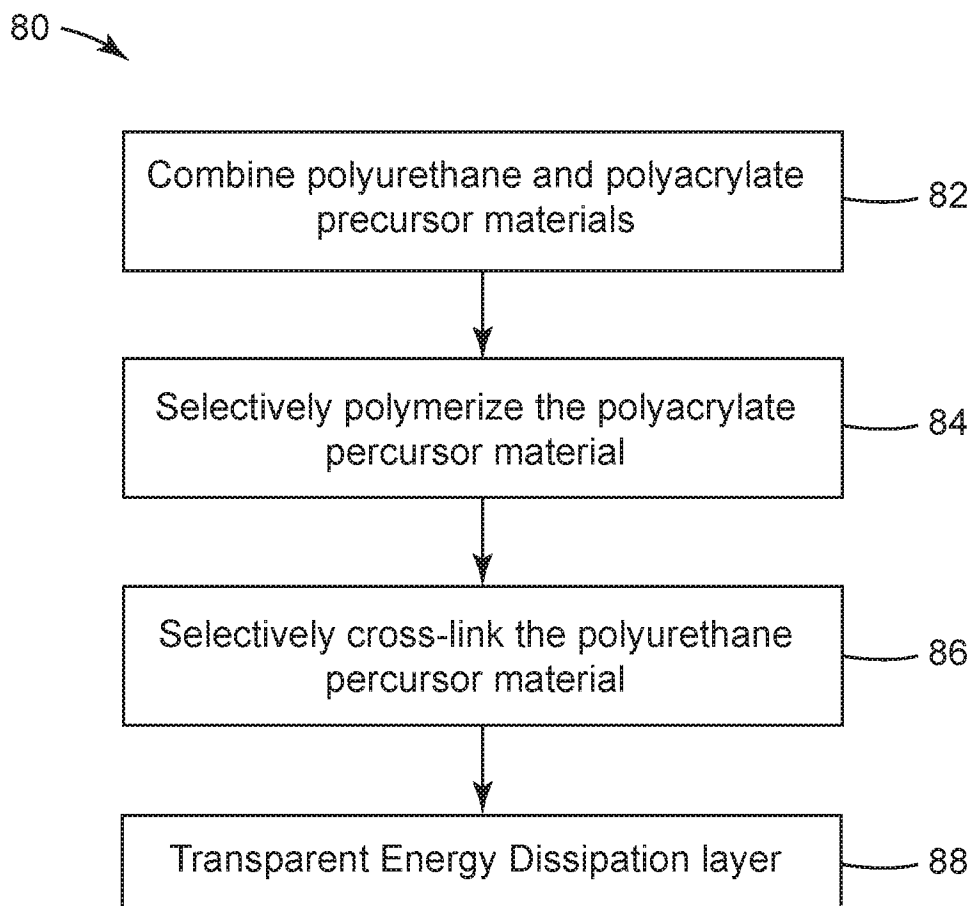 80
Combine polyurethane and polyacrylate
precursor materials
82
Selectively polymerize the polyacrylate
percursor material
84
Selectively cross-link the polyurethane
percursor material
86
Transparent Energy Dissipation layer
88